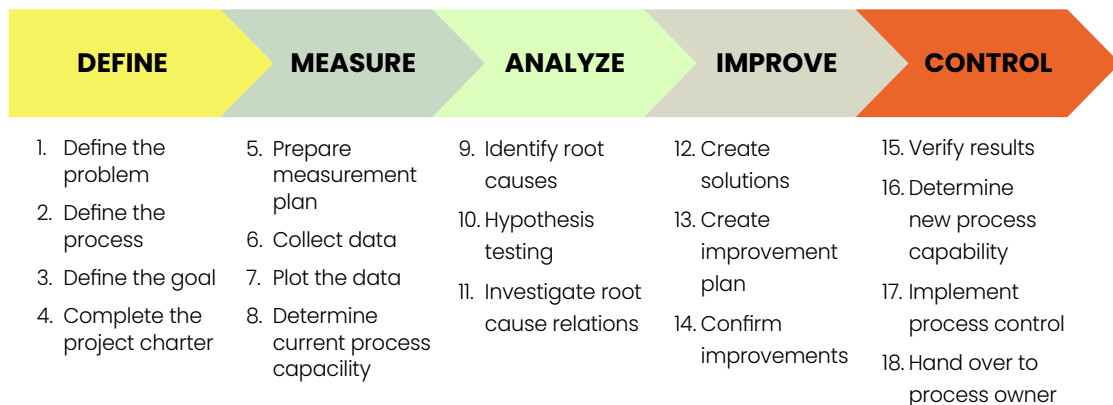 DEFINE
MEASURE
ANALYZE
IMPROVE
CONTROL
1. Define the
problem
2. Define the
process
3. Define the goal
4. Complete the
project charter
5. Prepare
measurement
plan
6. Collect data
7. Plot the data
8. Determine
current process
capacility
9. Identify root
causes
10. Hypothesis
testing
11. Investigate root
cause relations
12. Create
solutions
13. Create
improvement
plan
14. Confirm
improvements
15. Verify results
16. Determine
new process
capability
17. Implement
process control
18. Hand over to
process owner